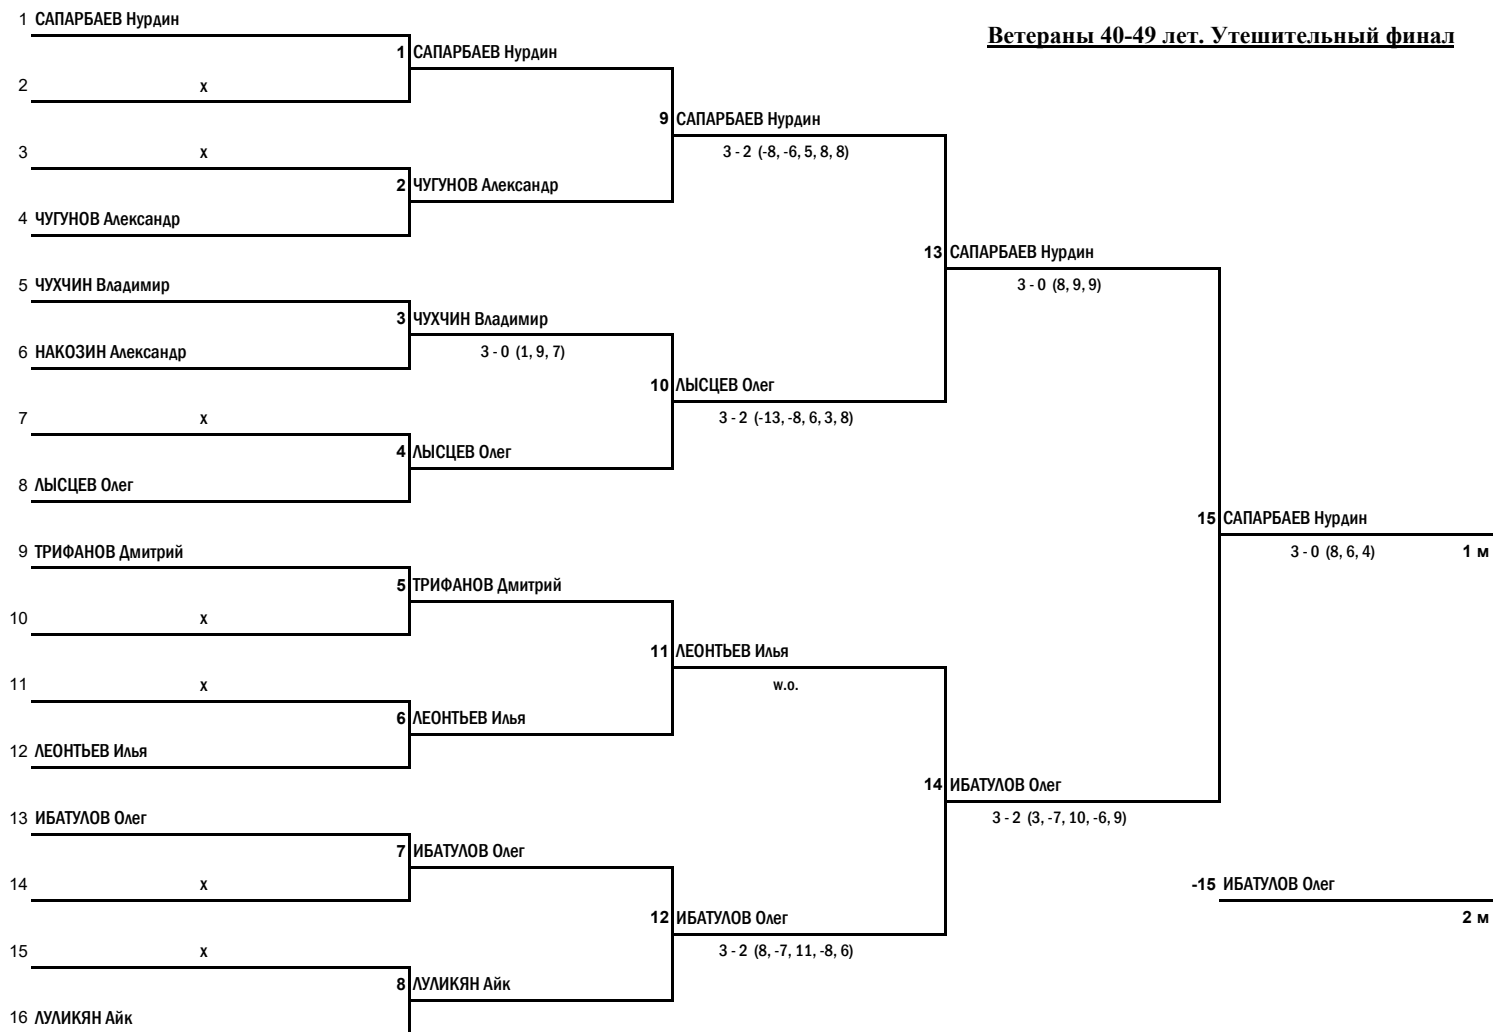 1 САПАРБАЕВ Нурдин
Ветераны 40-49 лет. Утешительный финал
1 САПАРБАЕВ Нурдин
2 х
9 САПАРБАЕВ Нурдин
3 х
3 - 2 (-8, -6, 5, 8, 8)
2 ЧУГУНОВ Александр
4 ЧУГУНОВ Александр
13 САПАРБАЕВ Нурдин
5 ЧУХЧИН Владимир
3 - 0 (8, 9, 9)
3 ЧУХЧИН Владимир
6 НАКОЗИН Александр
3 - 0 (1, 9, 7)
10 ЛЫСЦЕВ Олег
7 х
3 - 2 (-13, -8, 6, 3, 8)
4 ЛЫСЦЕВ Олег
8 ЛЫСЦЕВ Олег
15 САПАРБАЕВ Нурдин
9 ТРИФАНОВ Дмитрий
3 - 0 (8, 6, 4) 1 м
5 ТРИФАНОВ Дмитрий
10 х
11 ЛЕОНТЬЕВ Илья
11 х
w.o.
6 ЛЕОНТЬЕВ Илья
12 ЛЕОНТЬЕВ Илья
14 ИБАТУЛОВ Олег
13 ИБАТУЛОВ Олег
3 - 2 (3, -7, 10, -6, 9)
7 ИБАТУЛОВ Олег
14 х
-15 ИБАТУЛОВ Олег
12 ИБАТУЛОВ Олег
2 м
15 х
3 - 2 (8, -7, 11, -8, 6)
8 ЛУЛИКЯН Айк
16 ЛУЛИКЯН Айк